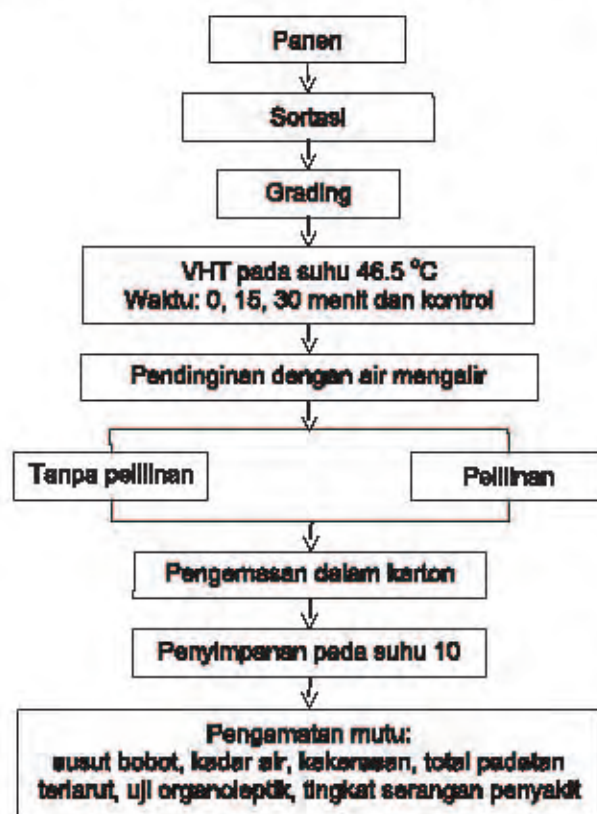 Panen
Sortasi
Grading
VHT pada suhu 46.5 °C
Waktu: 0, 15, 30 menit dan kontrol
Pendinginan dengan air mengalir
Tanpa pelilinan
Pelilinan
Pengemasan dalam karton
Penyimpanan pada suhu 10
Pengamatan mutu:
susut bobot, kadar air, kekerasan, total padatan
terlarut, uji organoleptik, tingkat serangan penyakit